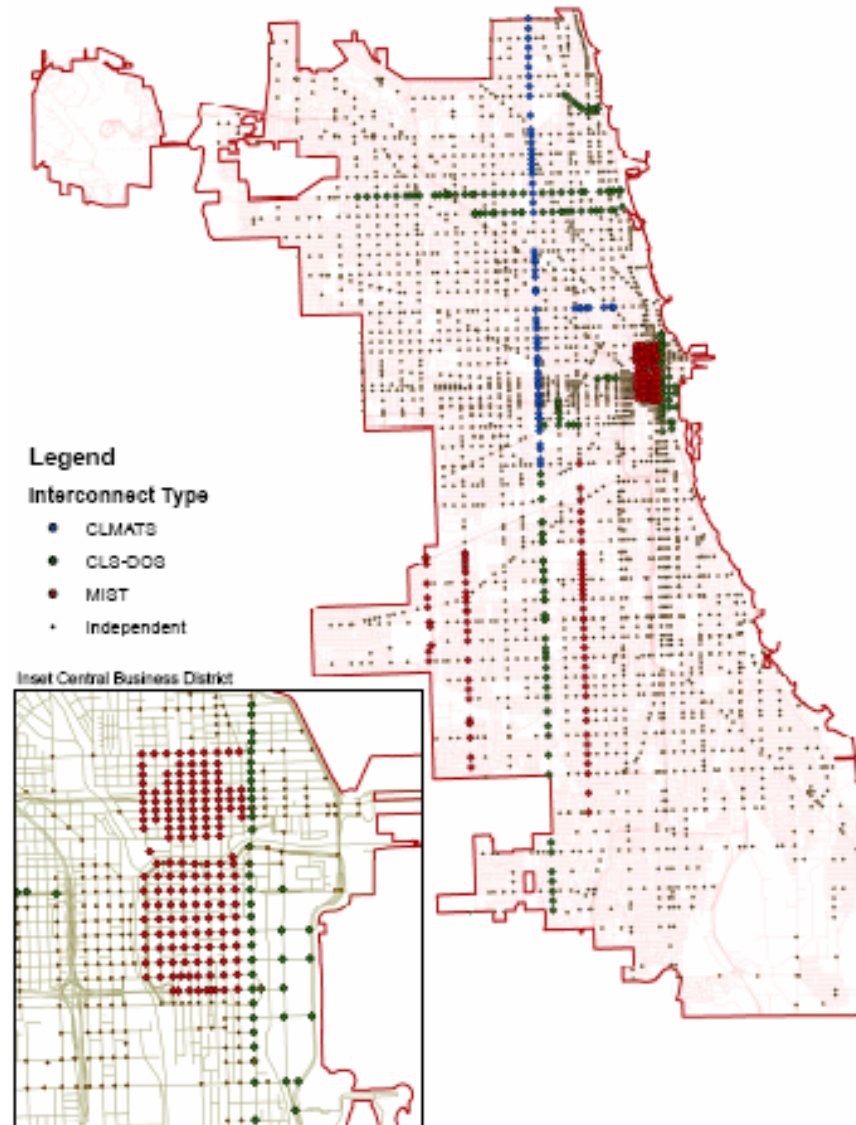 Legend
Interconnect Type
CLMATS
CLS-DOS
MIST
Independent
Inset Central Business District